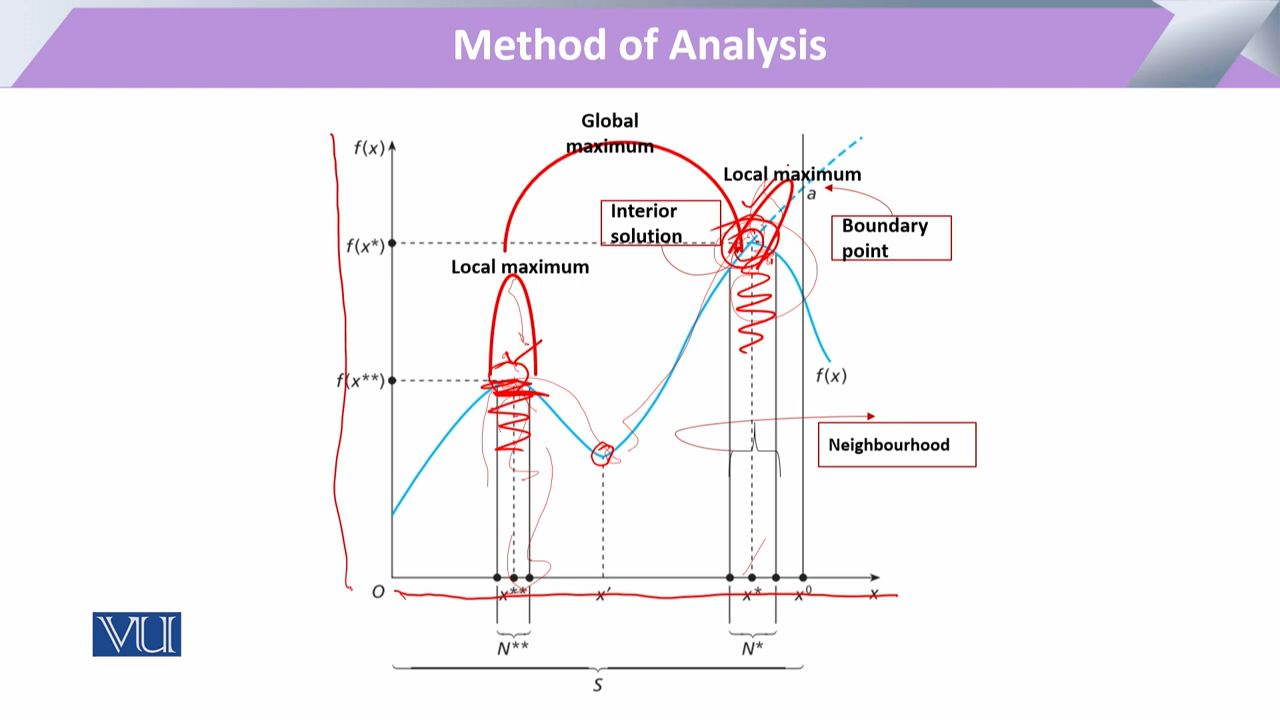 Method of Analysis
Global
maximum
f(x)
Local maximum
a
Interior
solution
Boundary
point
f(x*)
Local maximum
f(x**)
f(x)
Neighbourhood
O
x**
x′
x*
x⁰
x
VU
N**
N*
S